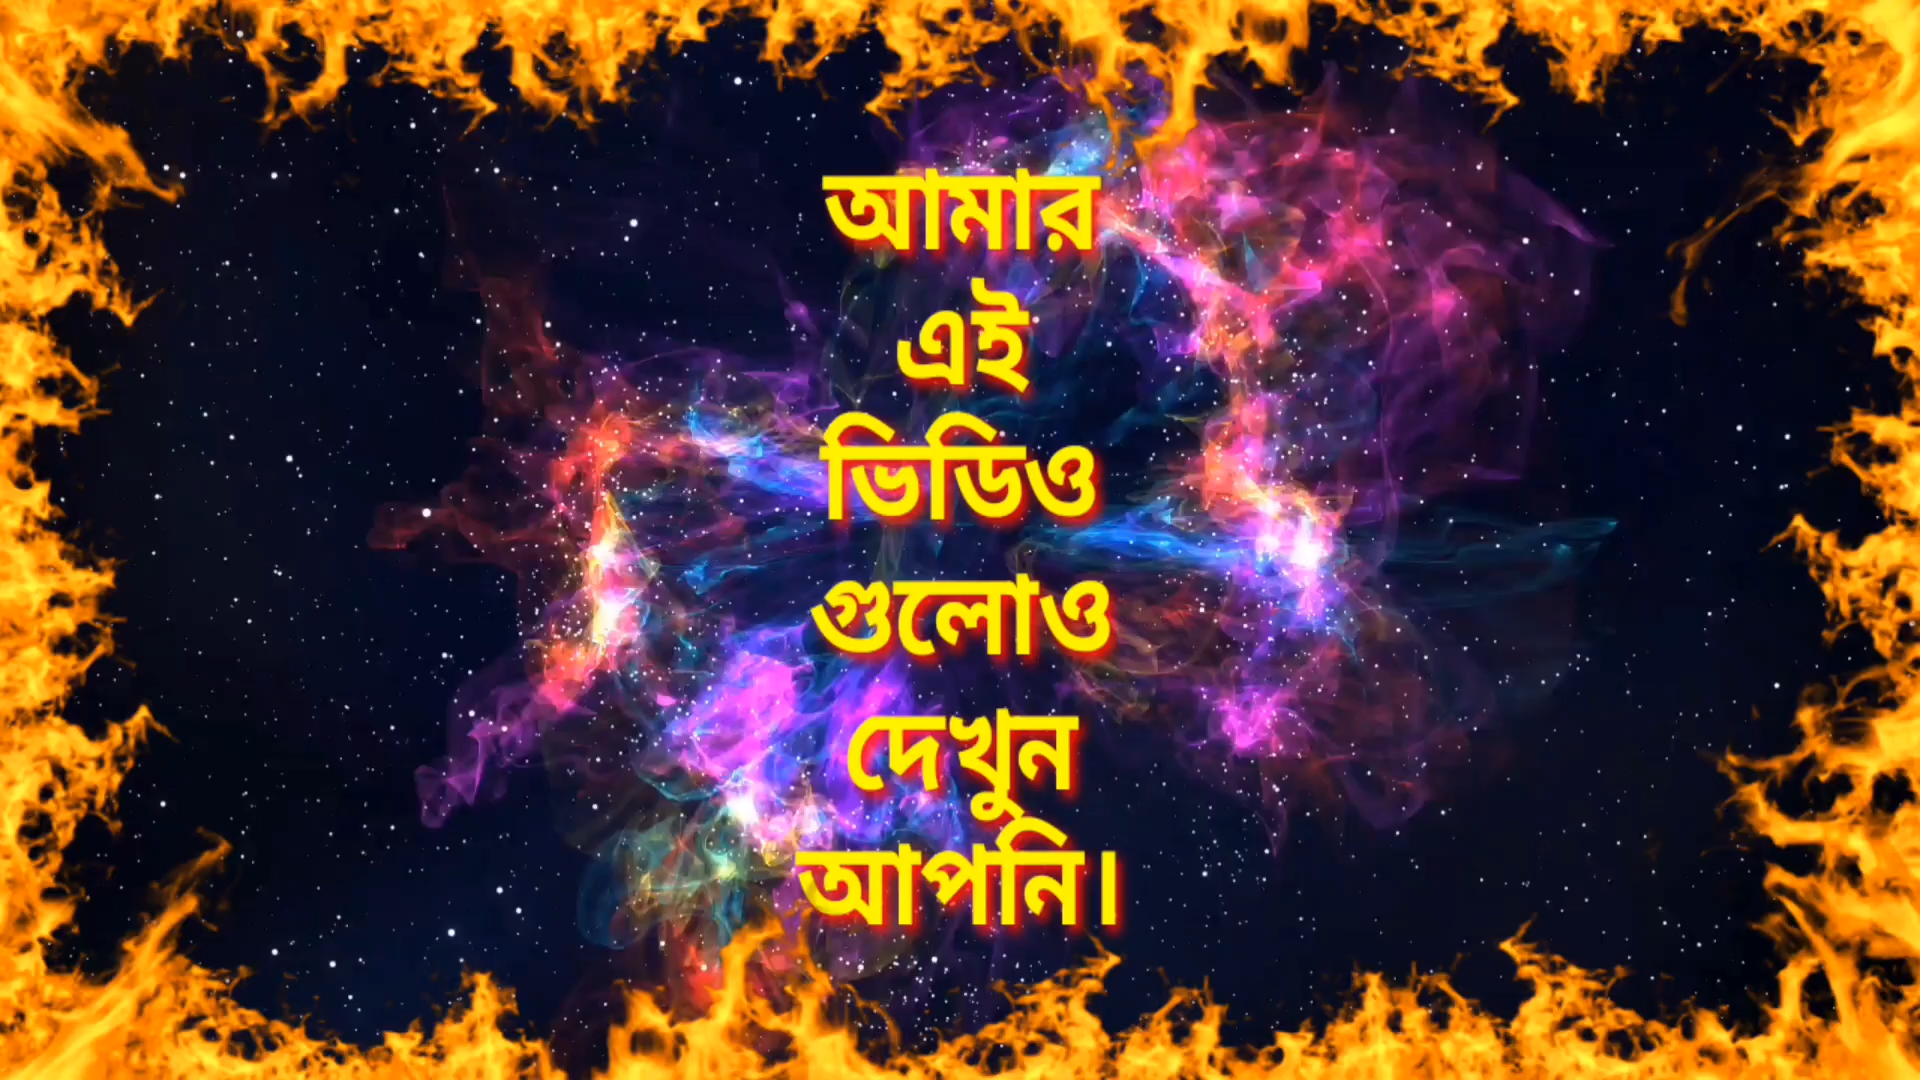 আমার
এই
ভিডিও
গুলোও
দেখুন
আপনি।